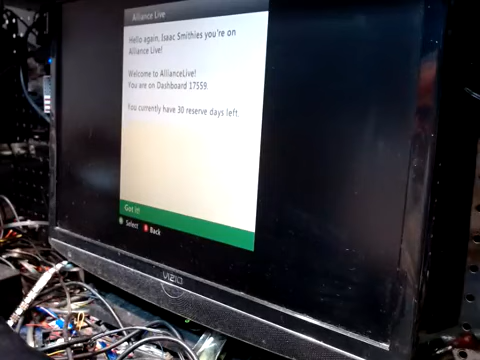 Alliance Live
Hello again, Isaac Smithies you're on
Alliance Live!
Welcome to AllianceLive!
You are on Dashboard 17559.
You currently have 30 reserve days left
Got it!
Select B Back
VIZIO